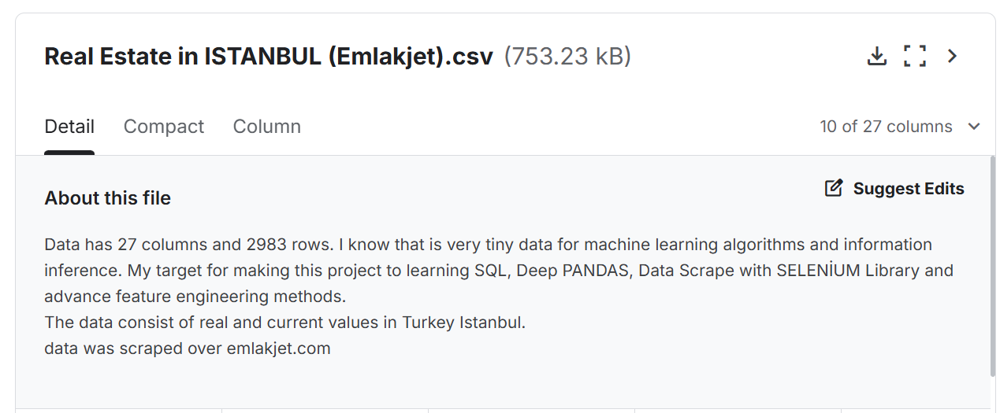 Real Estate in ISTANBUL (Emlakjet).csv (753.23 kB)
Detail Compact Column 10 of 27 columns
About this file
Suggest Edits
Data has 27 columns and 2983 rows. I know that is very tiny data for machine learning algorithms and information
inference. My target for making this project to learning SQL, Deep PANDAS, Data Scrape with SELENİUM Library and
advance feature engineering methods.
The data consist of real and current values in Turkey Istanbul.
data was scraped over emlakjet.com